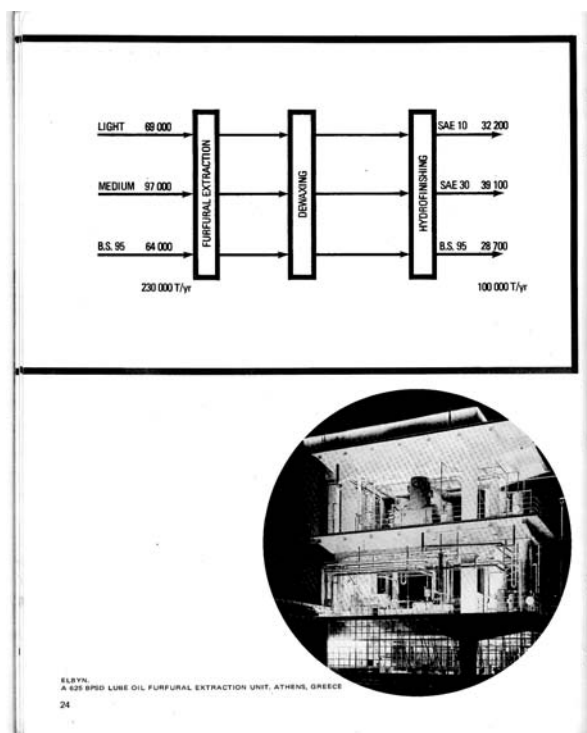 LIGHT 69 000
MEDIUM 97 000
B.S. 95 64 000
230 000 T/yr
FURFURAL EXTRACTION
DEWAXING
HYDROFINISHING
SAE 10 32 200
SAE 30 39 100
B.S. 95 28 700
100 000 T/yr
ELBYN.
A 625 BPSD LUBE OIL FURFURAL EXTRACTION UNIT, ATHENS, GREECE
24